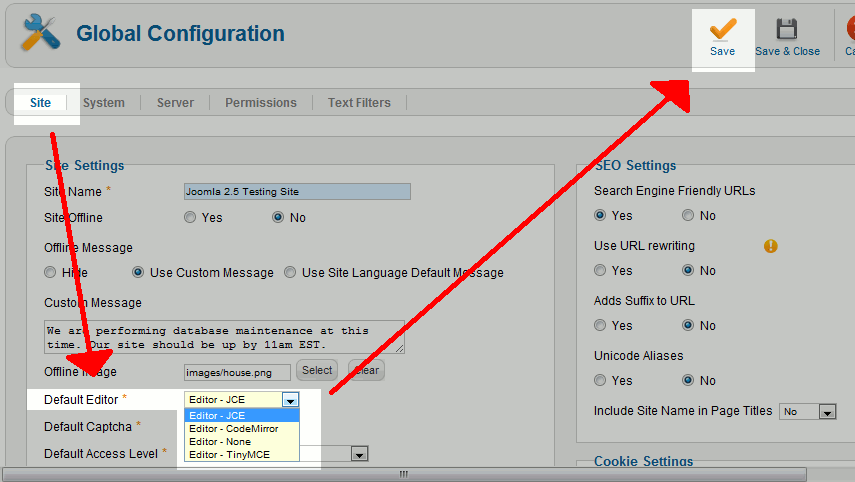 Global Configuration
Save
Save & Close
Ca
Site
System
Server
Permissions
Text Filters
Site Settings
Site Name *
Joomla 2.5 Testing Site
Site Offline
Yes
No
Offline Message
Hide
Use Custom Message
Use Site Language Default Message
Custom Message
We are performing database maintenance at this
time. Our site should be up by 11am EST.
Offline Image
images/house.png
Select
Clear
Default Editor *
Editor - JCE
Editor - JCE
Editor - CodeMirror
Editor - None
Editor - TinyMCE
Default Captcha *
Default Access Level *
SEO Settings
Search Engine Friendly URLs
Yes
No
Use URL rewriting
Yes
No
Adds Suffix to URL
Yes
No
Unicode Aliases
Yes
No
Include Site Name in Page Titles
No
Cookie Settings